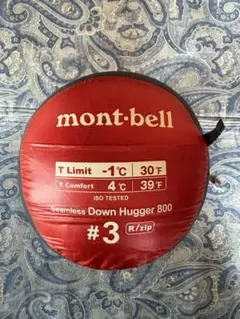 mont-bell
T Limit -1℃ 30℉
T Comfort 4℃ 39℉
ISO TESTED
Seamless Down Hugger 800
#3 R/zip